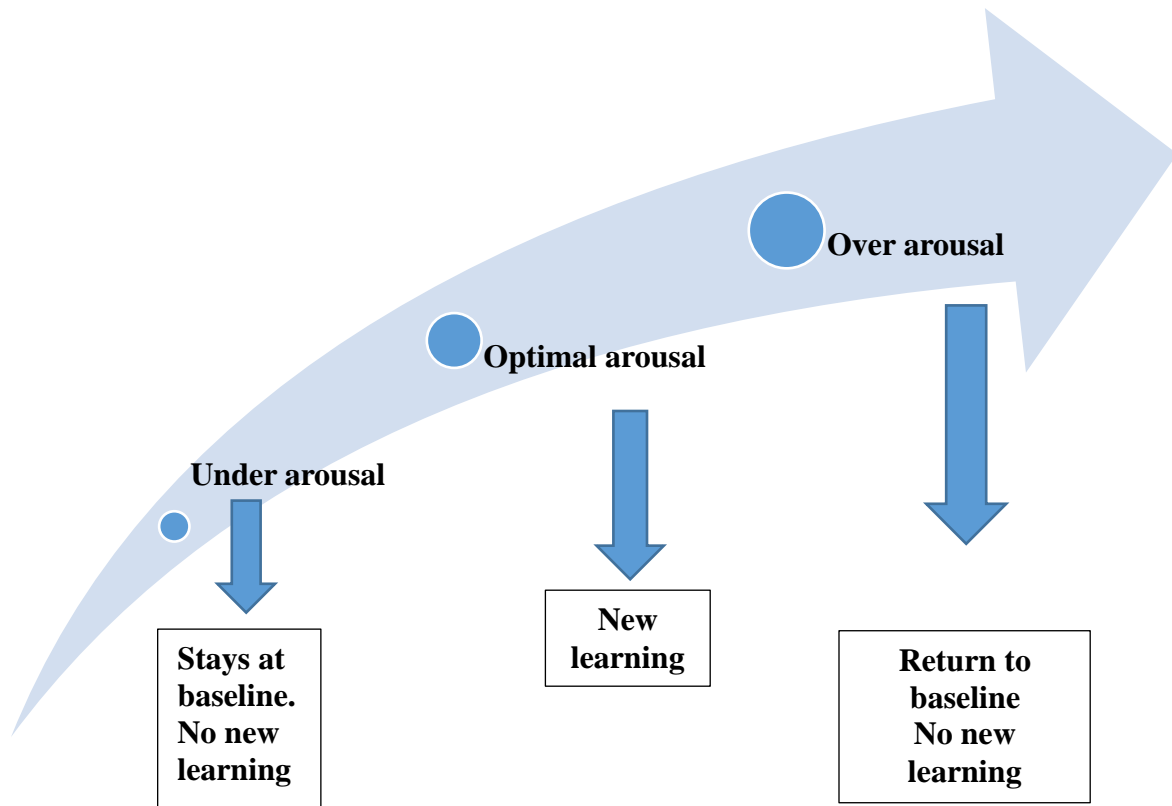 Over arousal
Optimal arousal
Under arousal
Stays at
baseline.
No new
learning
New
learning
Return to
baseline
No new
learning